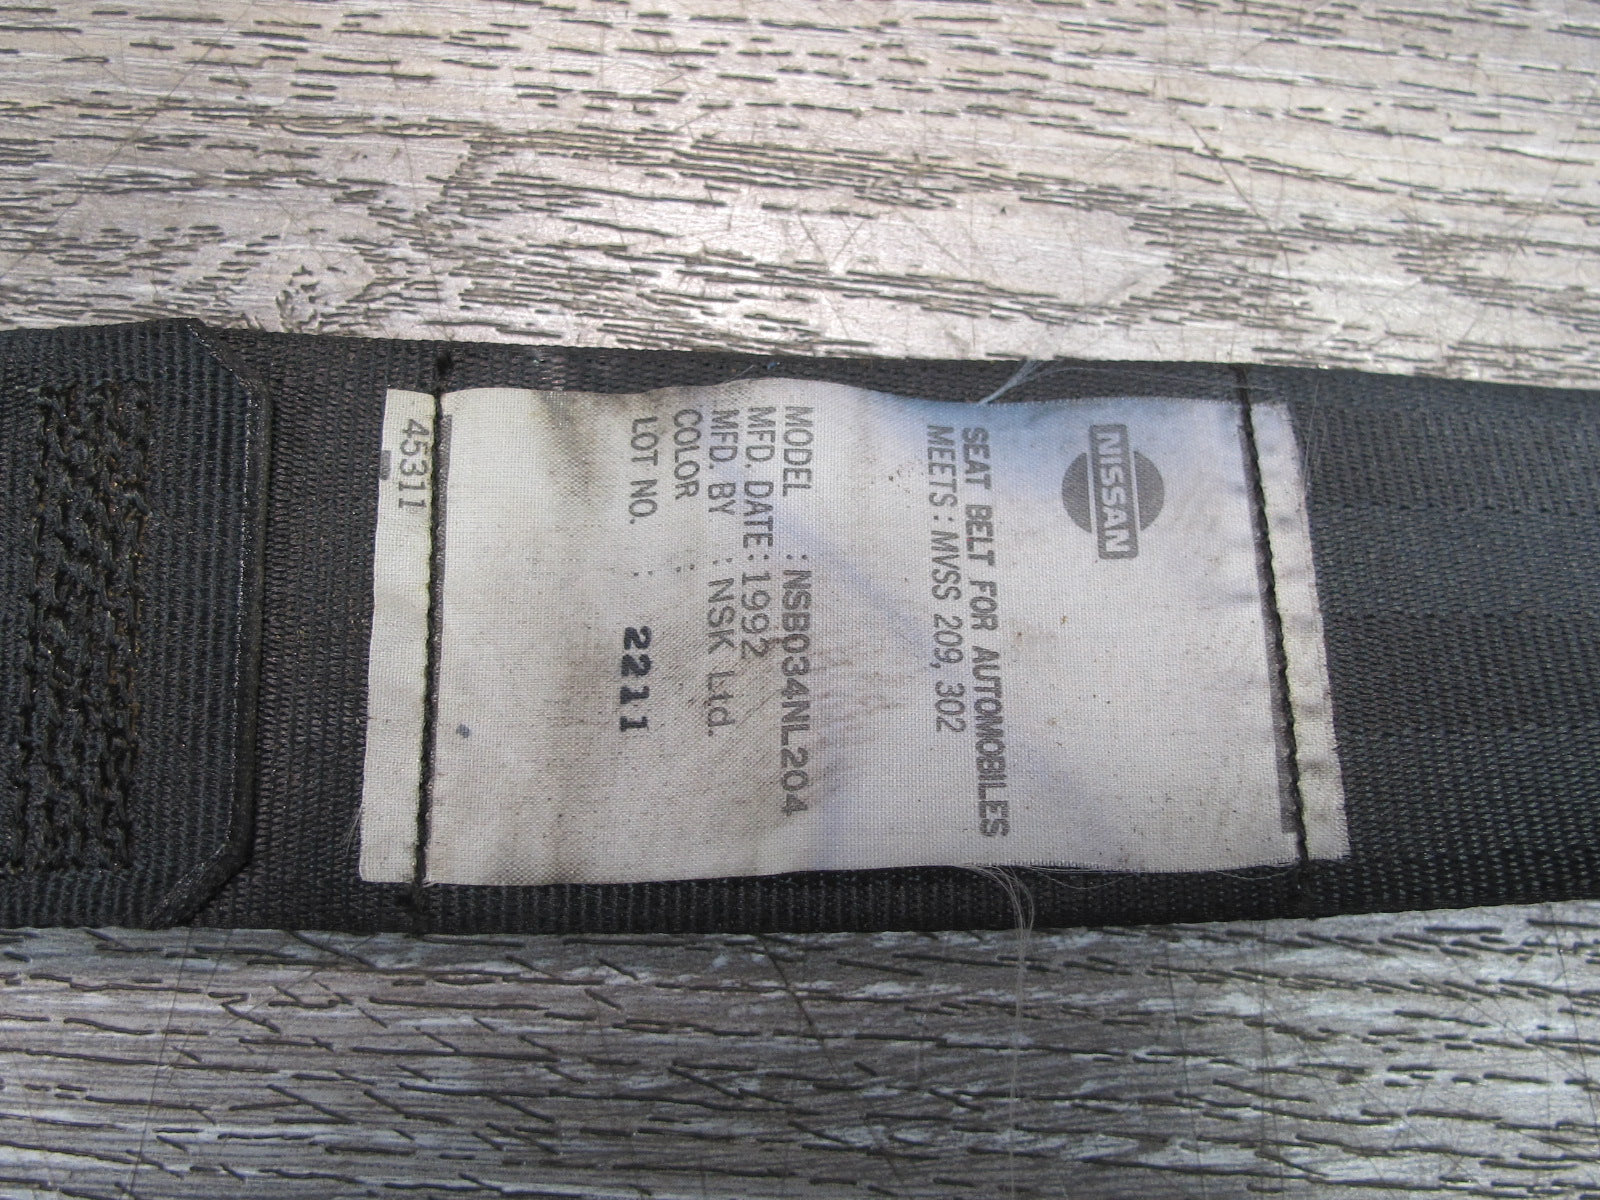 NISSAN
SEAT BELT FOR AUTOMOBILES
MEETS : MVSS 209, 302
MODEL : NSB034NL204
MFD. DATE : 1992
MFD. BY : NSK Ltd.
COLOR :
LOT NO. : 2211
45311